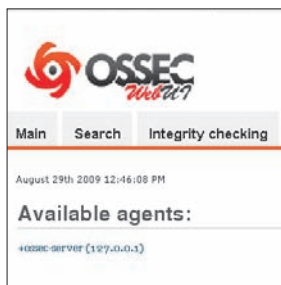 OSSEC
WebUI
Main Search Integrity checking
August 29th 2009 12:46:08 PM
Available agents:
+ossec-server (127.0.0.1)